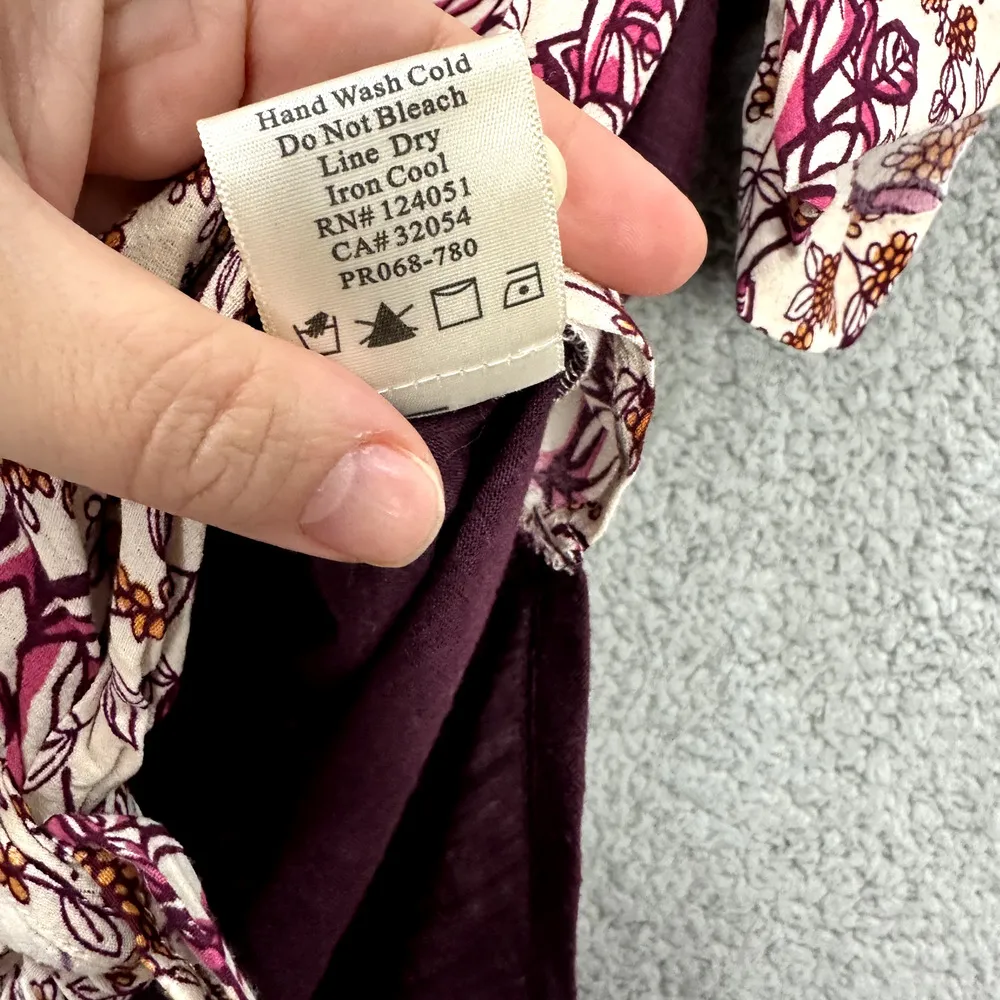 Hand Wash Cold
Do Not Bleach
Line Dry
Iron Cool
RN# 124051
CA# 32054
PR068-780